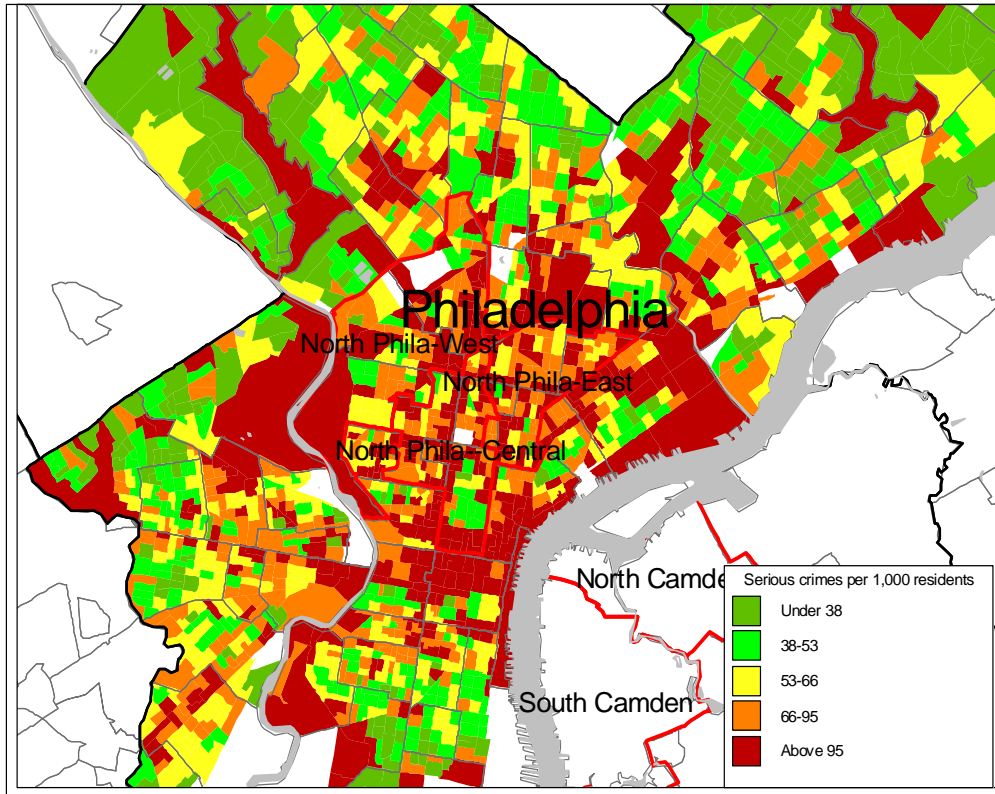 Philadelphia
North Phila-West
North Phila-East
North Phila--Central
North Camde
South Camden
Serious crimes per 1,000 residents
Under 38
38-53
53-66
66-95
Above 95